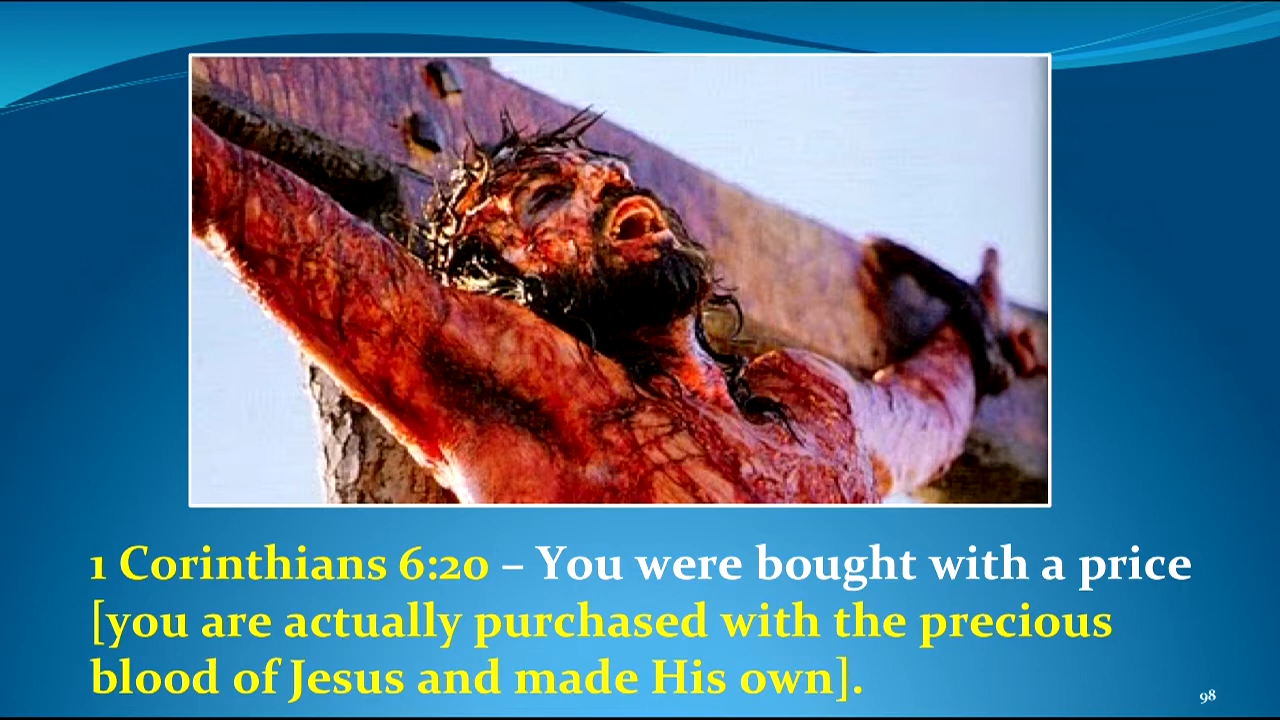 1 Corinthians 6:20 – You were bought with a price
[you are actually purchased with the precious
blood of Jesus and made His own].
98